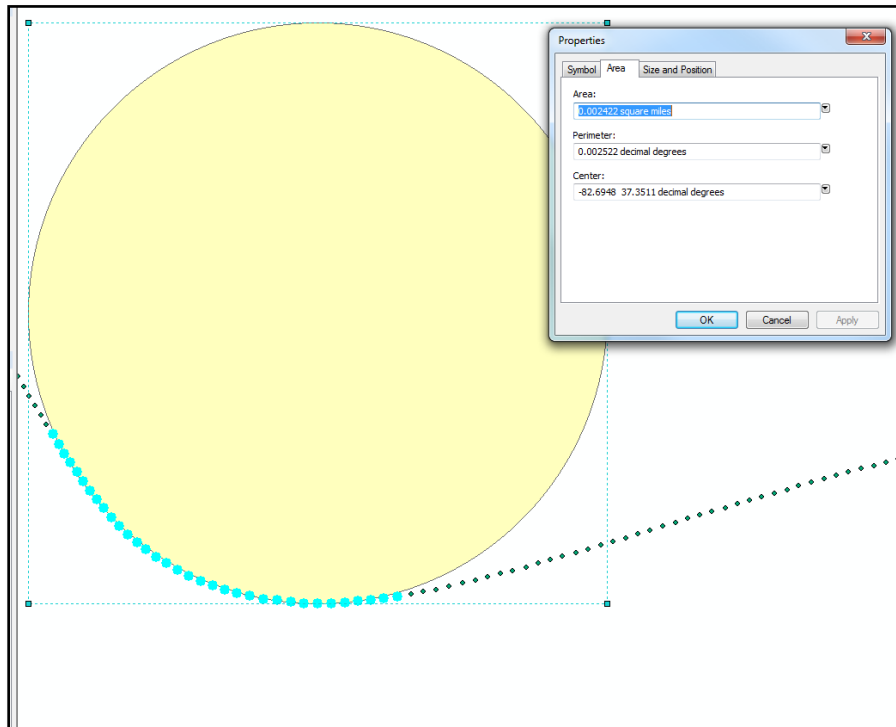 Properties
Symbol Area Size and Position
Area:
0.002422 square miles
Perimeter:
0.002522 decimal degrees
Center:
-82.6948 37.3511 decimal degrees
OK Cancel Apply